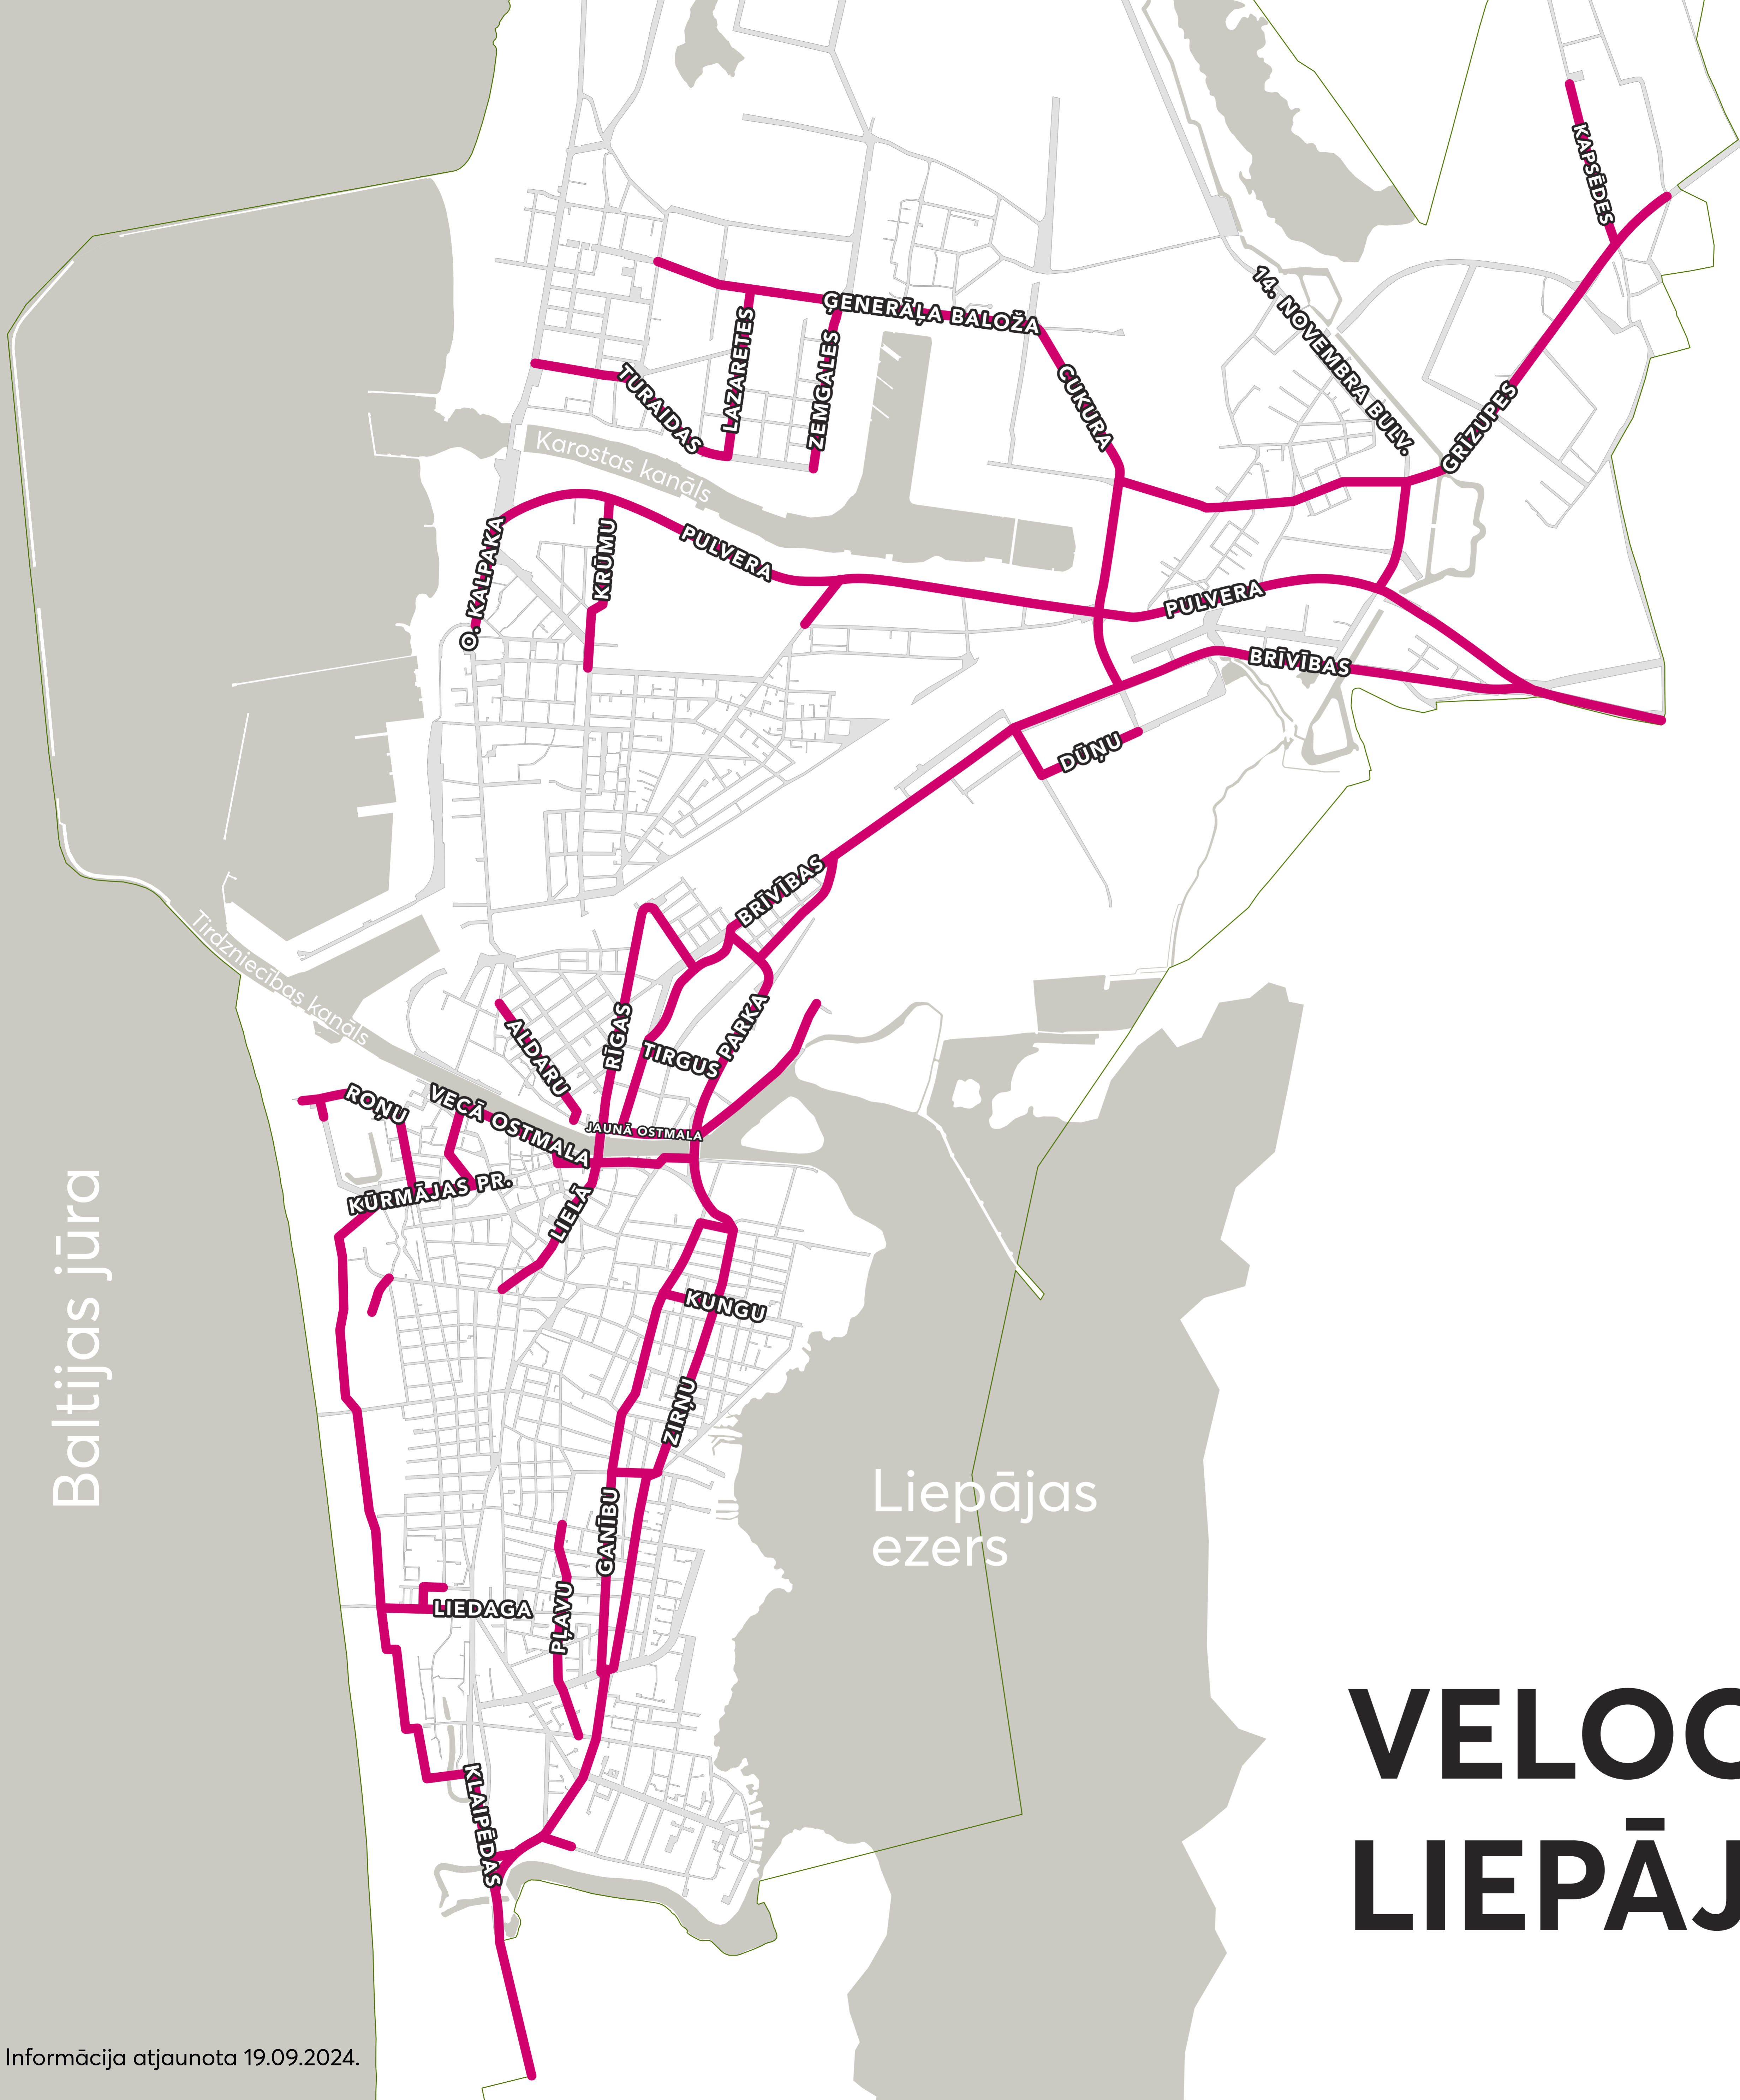 KAPSĒDES
14. NOVEMBRA BULV.
ĢENERĀĻA BALOŽA
LAZARETES
ZEMGALES
TURAIDAS
CUKURA
GRĪZUPES
Karostas kanāls
O. KALPAKA
KRŪMU
PULVERA
PULVERA
BRĪVĪBAS
DŪŅU
BRĪVĪBAS
Tirdzniecības kanāls
ALDARU
RĪGAS
TIRGUS
PARKA
ROŅU
VECĀ OSTMALA
JAUNĀ OSTMALA
KŪRMĀJAS PR.
LIELĀ
Baltijas jūra
KUNGU
ZIRŅU
Liepājas
ezers
GANĪBU
PĻAVU
LIEDAGA
KLAIPĒDAS
VELOC
LIEPĀJ
Informācija atjaunota 19.09.2024.